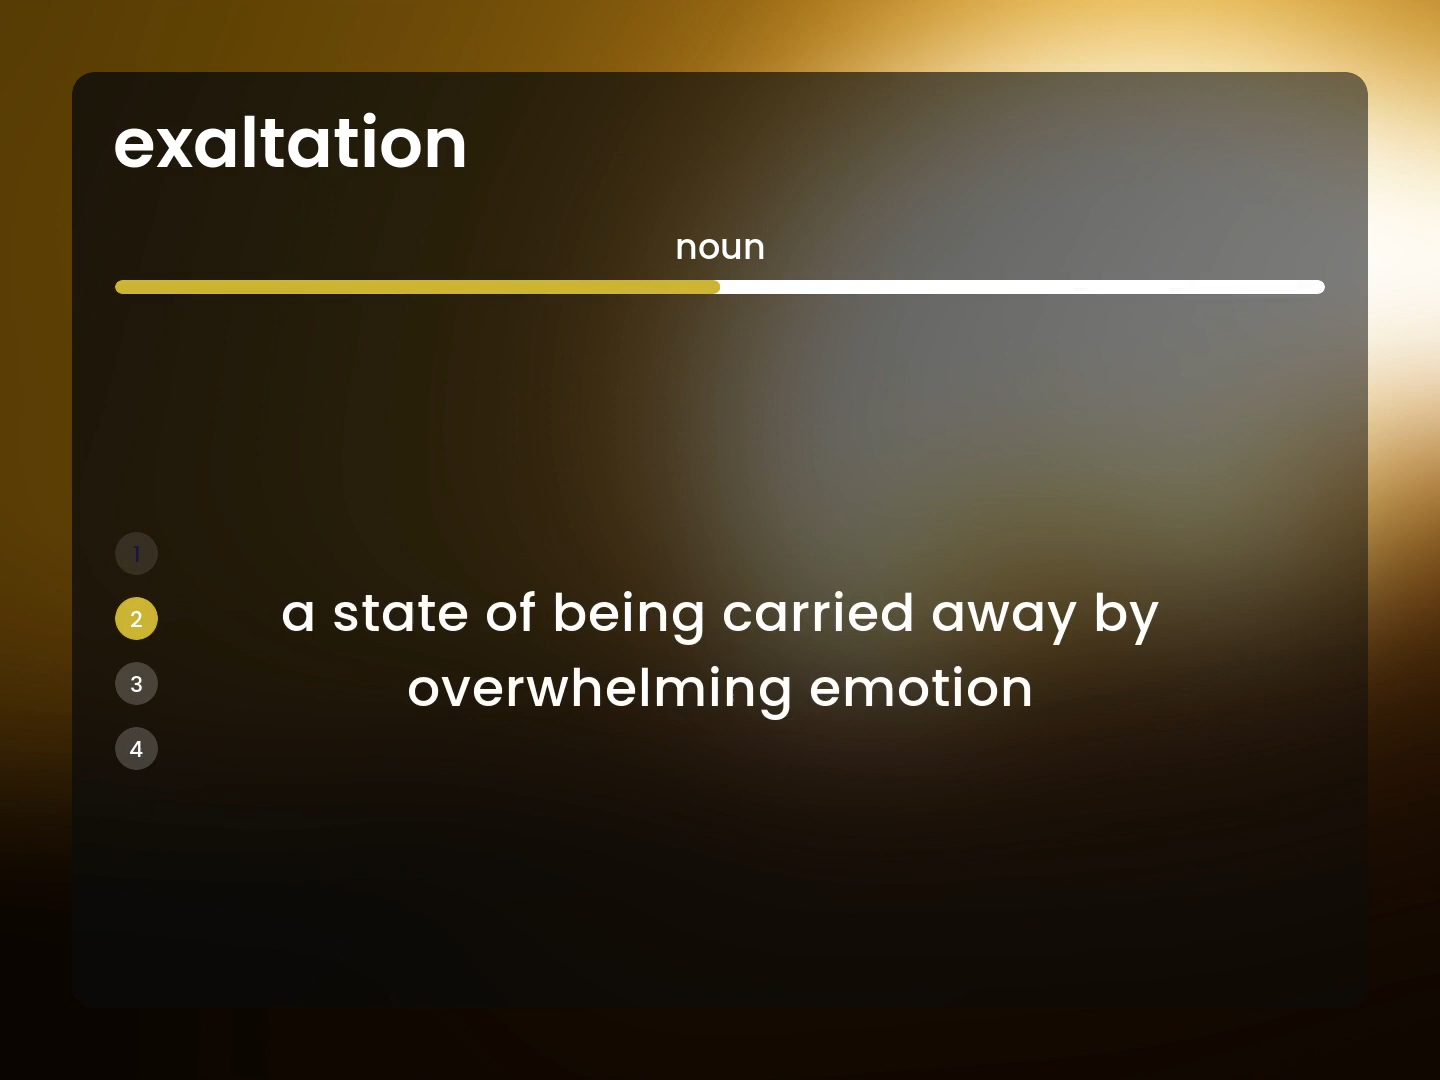 exaltation
noun
1
2
3
4
a state of being carried away by
overwhelming emotion